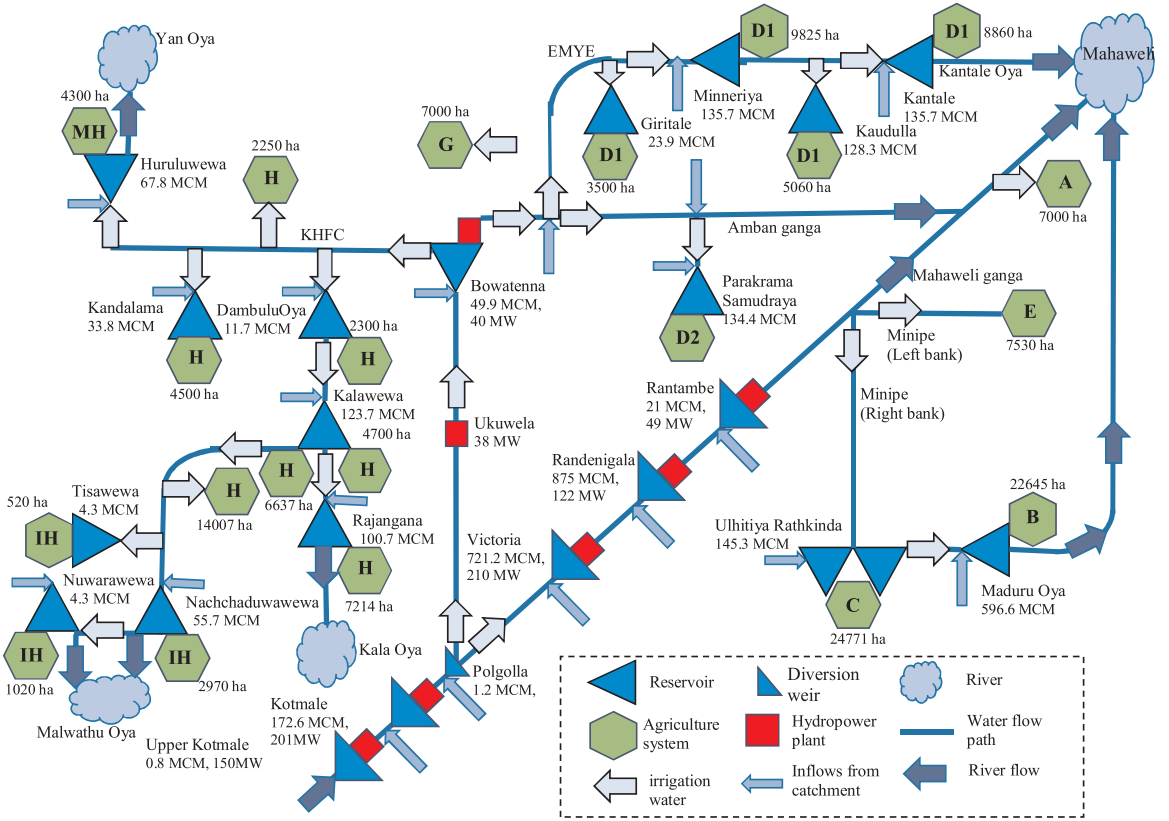 Yan Oya
4300 ha
MH
Huruluwewa
67.8 MCM
2250 ha
H
KHFC
Kandalama
33.8 MCM
H
4500 ha
DambuluOya
11.7 MCM
2300 ha
H
Kalawewa
123.7 MCM
4700 ha
H
H
6637 ha
H
14007 ha
Rajangana
100.7 MCM
H
7214 ha
Kala Oya
520 ha
Tisawewa
4.3 MCM
IH
Nuwarawewa
4.3 MCM
IH
1020 ha
Nachchaduwawewa
55.7 MCM
IH
2970 ha
Malwathu Oya
Upper Kotmale
0.8 MCM, 150MW
Kotmale
172.6 MCM,
201MW
Polgolla
1.2 MCM,
Ukuwela
38 MW
Bowatenna
49.9 MCM,
40 MW
7000 ha
G
EMYE
Giritale
23.9 MCM
D1
3500 ha
Minneriya
135.7 MCM
D1
9825 ha
Kaudulla
128.3 MCM
D1
5060 ha
Kantale
135.7 MCM
D1
8860 ha
Kantale Oya
Mahaweli
A
7000 ha
Amban ganga
Parakrama
Samudraya
134.4 MCM
D2
Mahaweli ganga
Minipe
(Left bank)
E
7530 ha
Minipe
(Right bank)
Rantambe
21 MCM,
49 MW
Randenigala
875 MCM,
122 MW
Victoria
721.2 MCM,
210 MW
Ulhitiya Rathkinda
145.3 MCM
C
24771 ha
22645 ha
B
Maduru Oya
596.6 MCM
Reservoir
Diversion
weir
River
Agriculture
system
Hydropower
plant
Water flow
path
irrigation
water
Inflows from
catchment
River flow